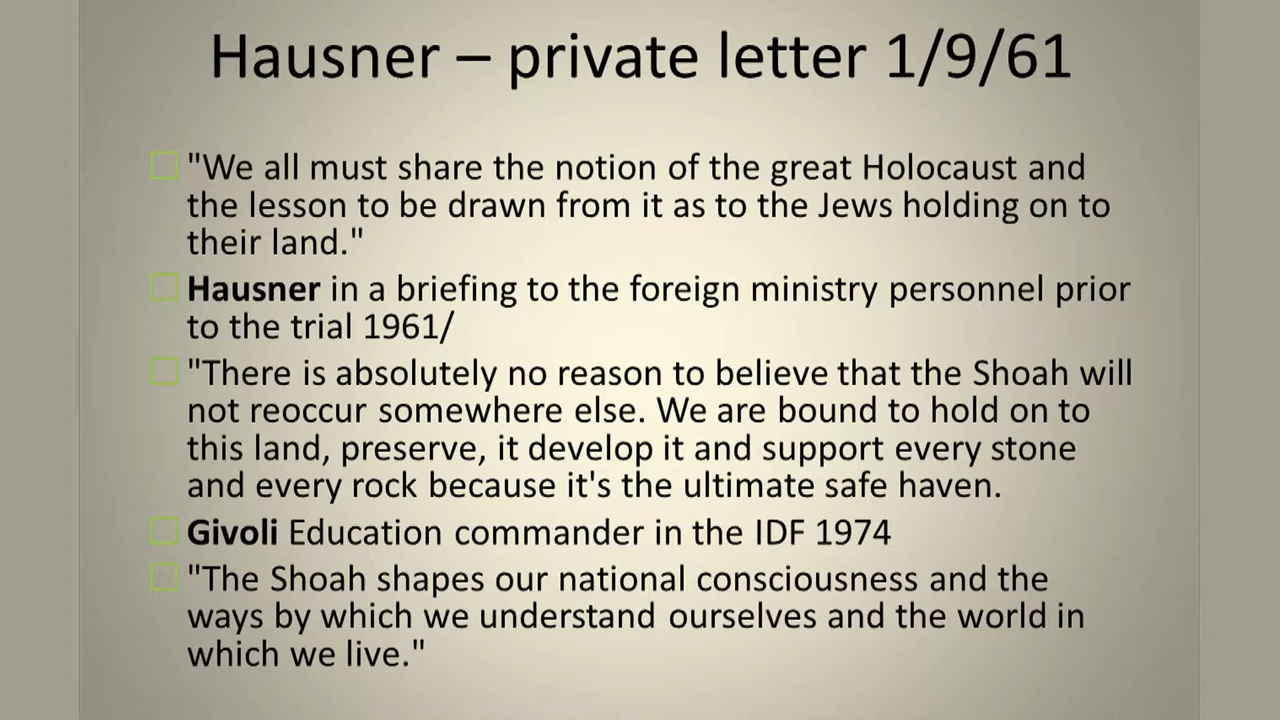 Hausner – private letter 1/9/61
"We all must share the notion of the great Holocaust and
the lesson to be drawn from it as to the Jews holding on to
their land."
Hausner in a briefing to the foreign ministry personnel prior
to the trial 1961/
"There is absolutely no reason to believe that the Shoah will
not reoccur somewhere else. We are bound to hold on to
this land, preserve, it develop it and support every stone
and every rock because it's the ultimate safe haven.
Givoli Education commander in the IDF 1974
"The Shoah shapes our national consciousness and the
ways by which we understand ourselves and the world in
which we live."